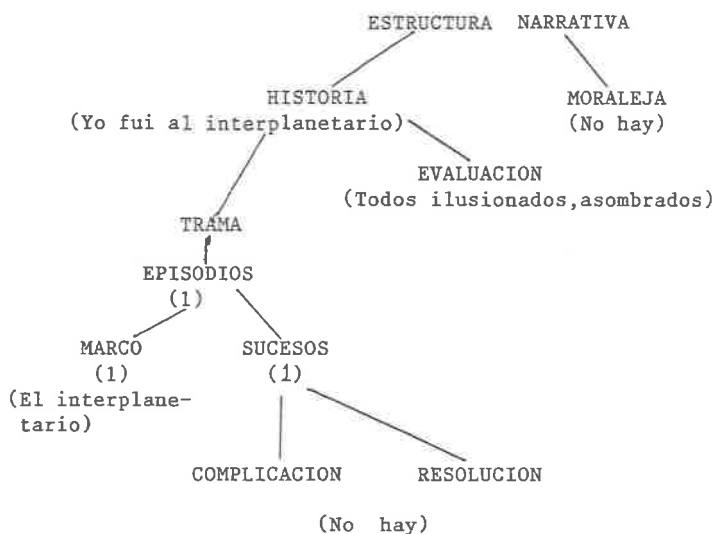 ESTRUCTURA NARRATIVA
HISTORIA
(Yo fui al interplanetario)
MORALEJA
(No hay)
EVALUACION
(Todos ilusionados,asombrados)
TRAMA
EPISODIOS
(1)
MARCO
(1)
(El interplane-
tario)
SUCESOS
(1)
COMPLICACION
RESOLUCION
(No hay)